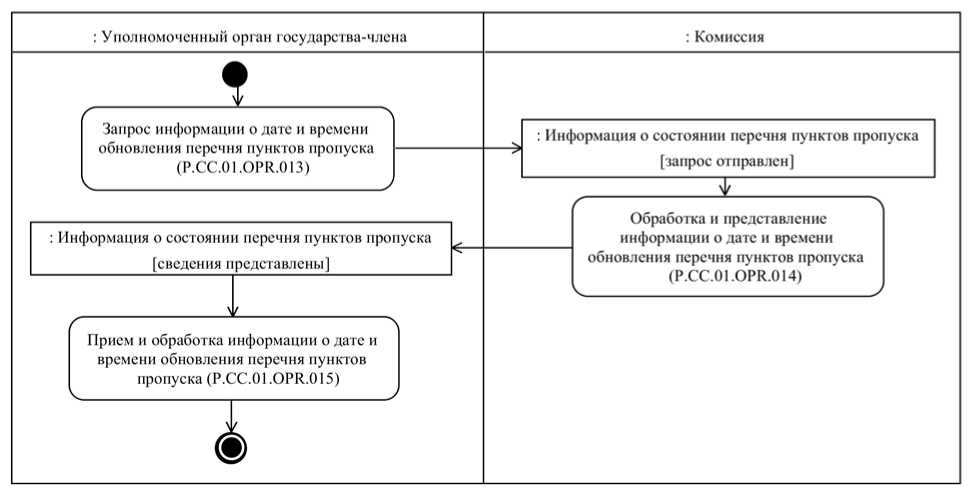 : Уполномоченный орган государства-члена
: Комиссия
Запрос информации о дате и времени
обновления перечня пунктов пропуска
(P.CC.01.OPR.013)
: Информация о состоянии перечня пунктов пропуска
[запрос отправлен]
Обработка и представление
информации о дате и времени
обновления перечня пунктов пропуска
(P.CC.01.OPR.014)
: Информация о состоянии перечня пунктов пропуска
[сведения представлены]
Прием и обработка информации о дате и
времени обновления перечня пунктов
пропуска (P.CC.01.OPR.015)